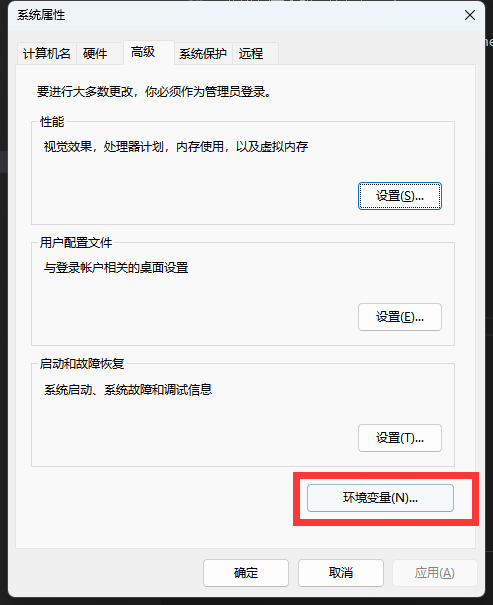 系统属性
计算机名 硬件 高级 系统保护 远程
要进行大多数更改，你必须作为管理员登录。
性能
视觉效果，处理器计划，内存使用，以及虚拟内存
设置(S)...
用户配置文件
与登录帐户相关的桌面设置
设置(E)...
启动和故障恢复
系统启动、系统故障和调试信息
设置(T)...
环境变量(N)...
确定 取消 应用(A)